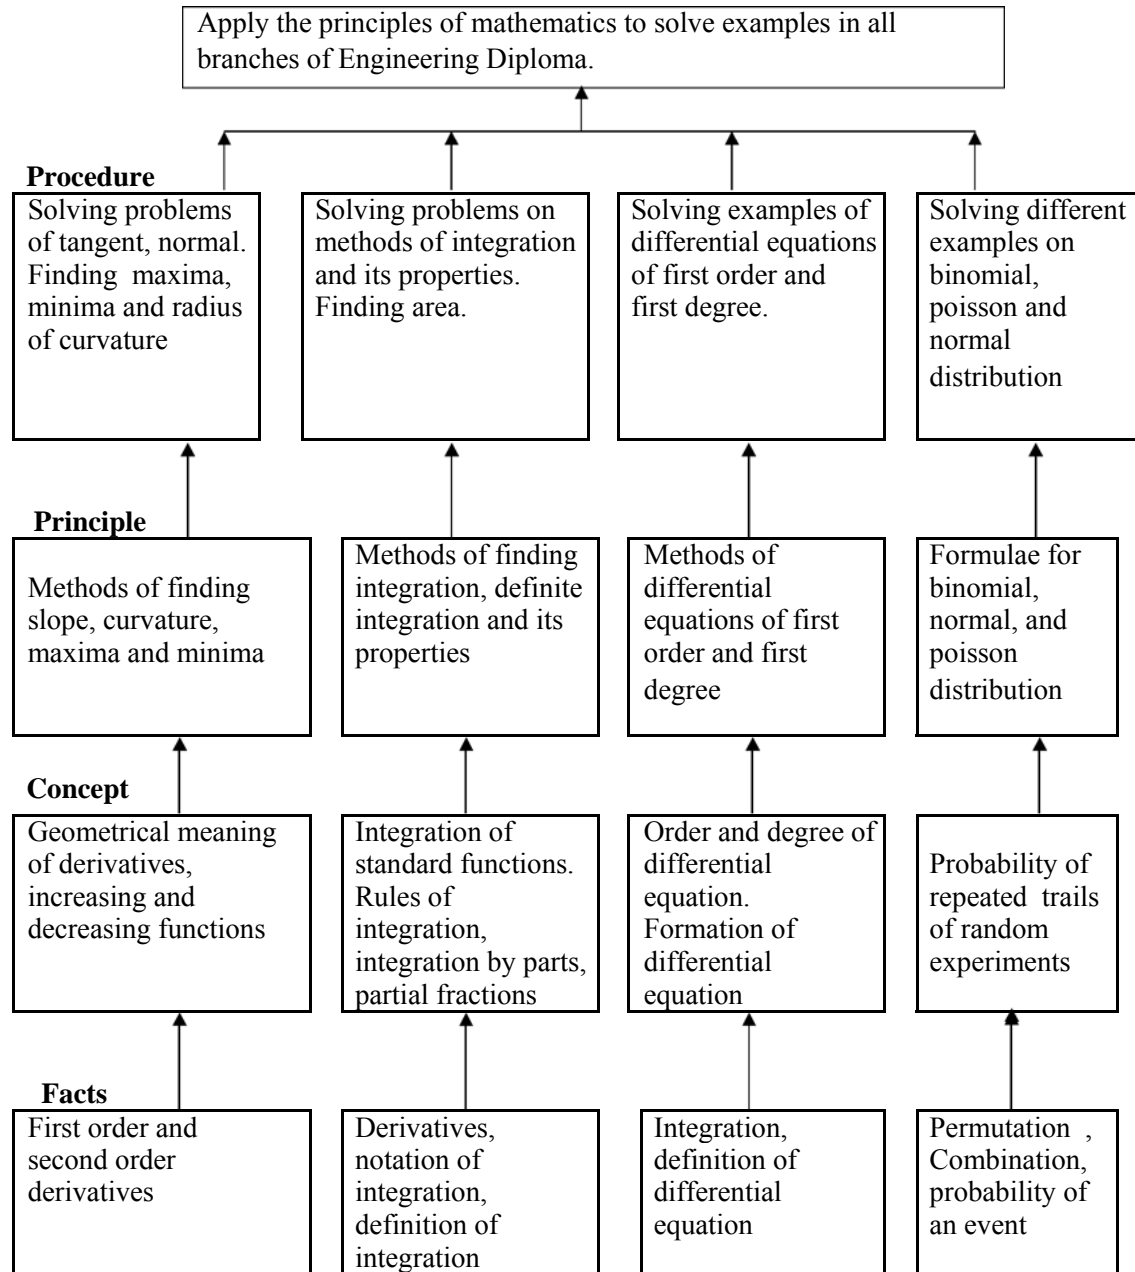 Apply the principles of mathematics to solve examples in all
branches of Engineering Diploma.
Procedure
Solving problems
of tangent, normal.
Finding maxima,
minima and radius
of curvature
Solving problems on
methods of integration
and its properties.
Finding area.
Solving examples of
differential equations
of first order and
first degree.
Solving different
examples on
binomial,
poisson and
normal
distribution
Principle
Methods of finding
slope, curvature,
maxima and minima
Methods of finding
integration, definite
integration and its
properties
Methods of
differential
equations of first
order and first
degree
Formulae for
binomial,
normal, and
poisson
distribution
Concept
Geometrical meaning
of derivatives,
increasing and
decreasing functions
Integration of
standard functions.
Rules of
integration,
integration by parts,
partial fractions
Order and degree of
differential
equation.
Formation of
differential
equation
Probability of
repeated trails
of random
experiments
Facts
First order and
second order
derivatives
Derivatives,
notation of
integration,
definition of
integration
Integration,
definition of
differential
equation
Permutation ,
Combination,
probability of
an event